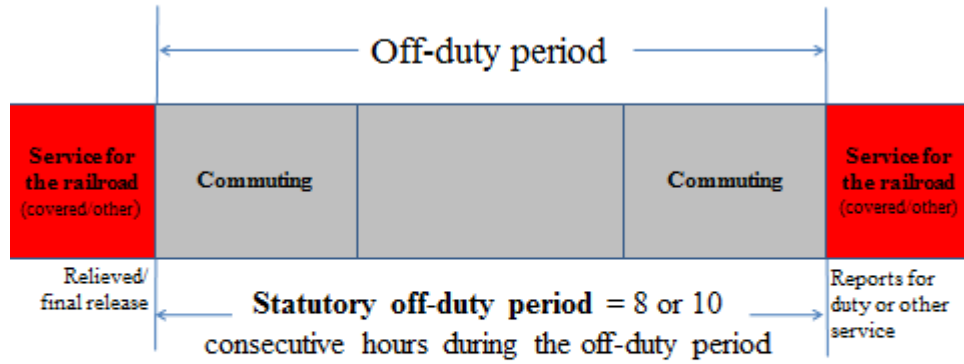 Off-duty period
Service for
the railroad
(covered/other)
Commuting
Commuting
Service for
the railroad
(covered/other)
Relieved/
final release
Statutory off-duty period = 8 or 10
consecutive hours during the off-duty period
Reports for
duty or other
service